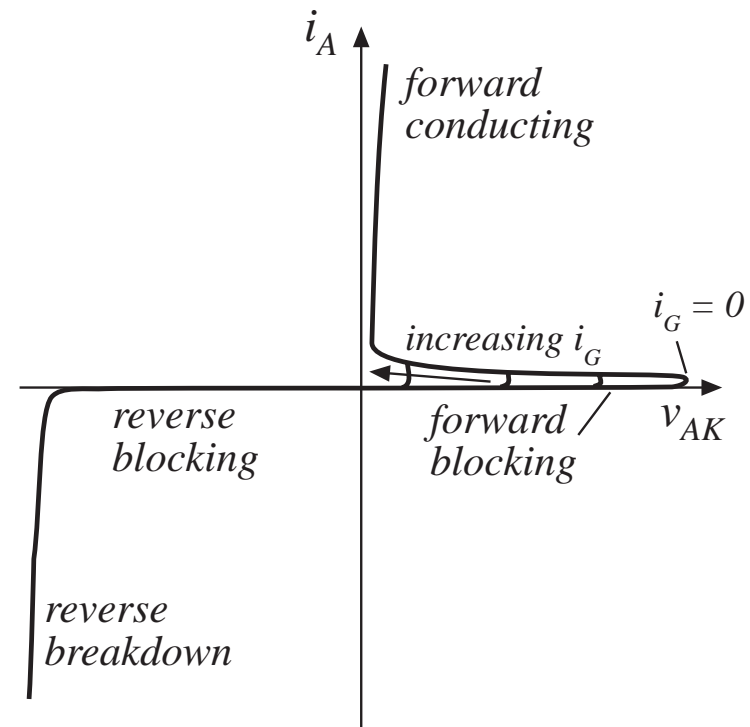 i_A
forward
conducting
i_G = 0
increasing i_G
reverse
blocking
forward
blocking
v_AK
reverse
breakdown